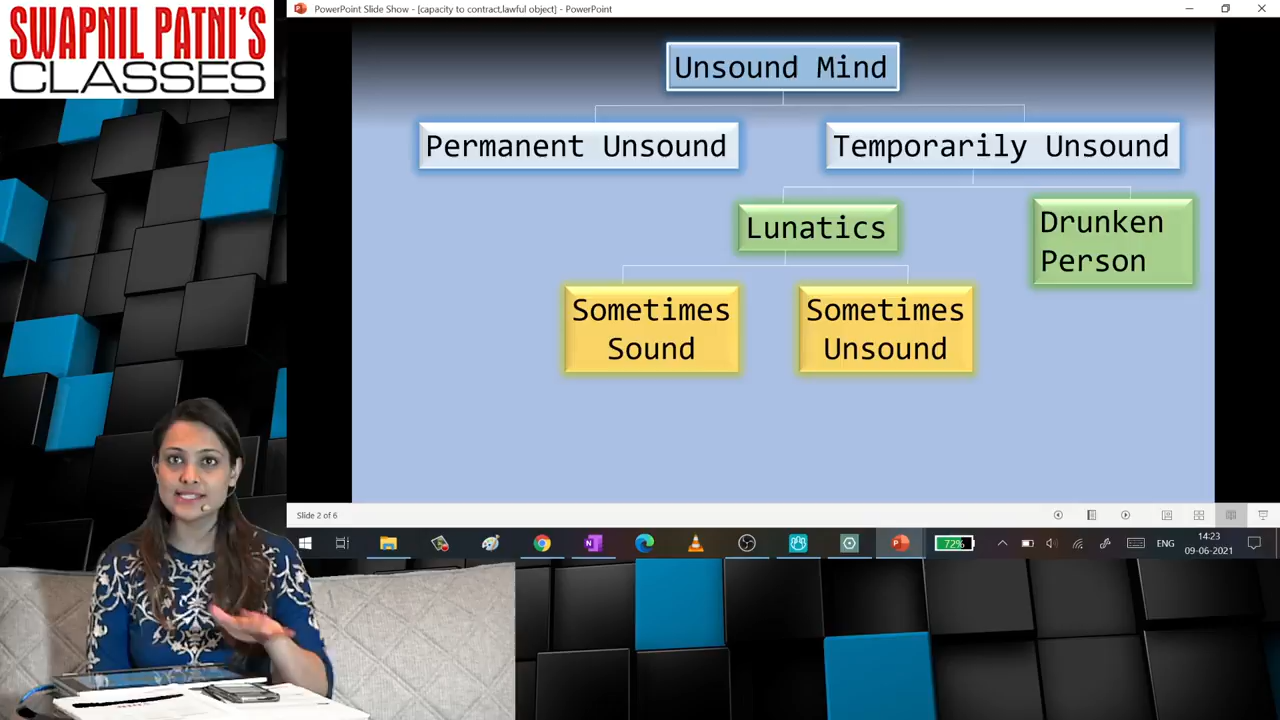 SWAPNIL PATNI'S
CLASSES
PowerPoint Slide Show - [capacity to contract,lawful object] - PowerPoint
Unsound Mind
Permanent Unsound
Temporarily Unsound
Lunatics
Drunken
Person
Sometimes
Sound
Sometimes
Unsound
Slide 2 of 6
72%
ENG
14:23
09-06-2021